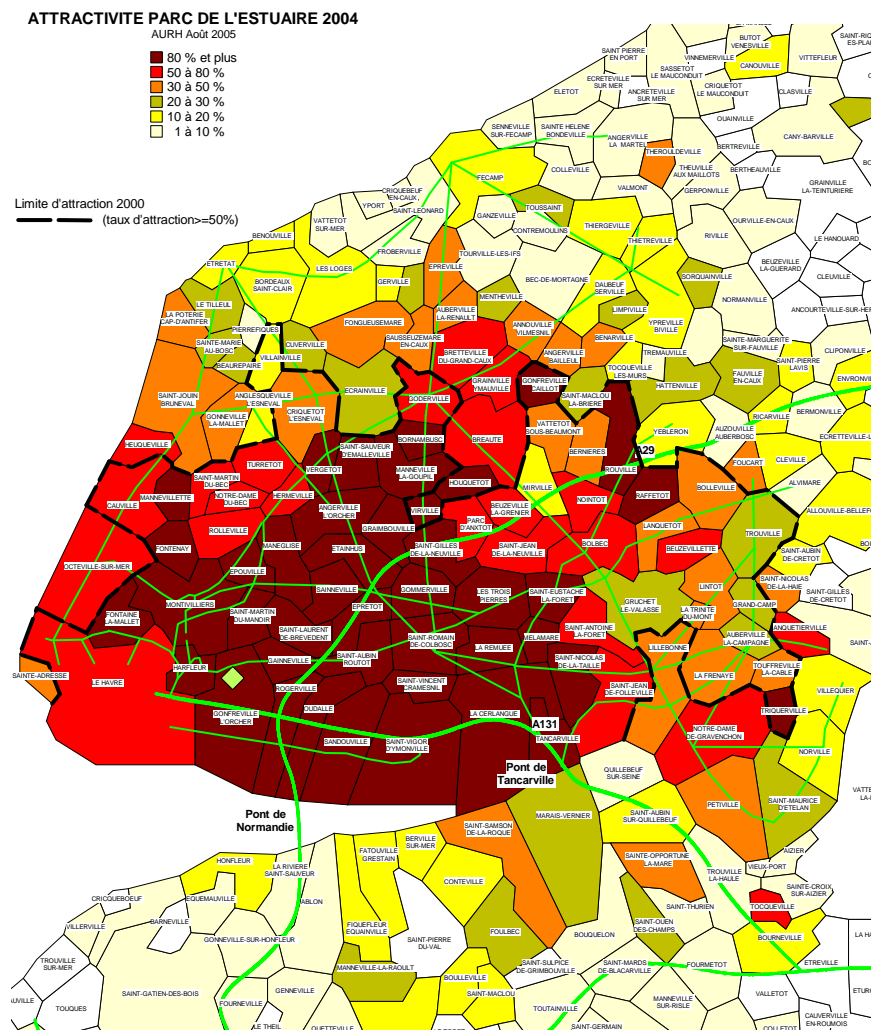 ATTRACTIVITE PARC DE L'ESTUAIRE 2004
AURH Août 2005
80 % et plus
50 à 80 %
30 à 50 %
20 à 30 %
10 à 20 %
1 à 10 %
Limite d'attraction 2000
(taux d'attraction>=50%)
BUTOT
VENESVILLE
SAINT PIERRE
EN PORT
VINNEMERVILLE
CANOUVILLE
VITTEFLEUR
SASSETOT
LE MAUCONDUIT
ECRETEVILLE
SUR MER
CRIQUETOT
LE MAUCONDUIT
ELETOT
ANCRETEVILLE
SUR MER
CLASVILLE
OUAINVILLE
SENNEVILLE
SUR-FECAMP
SAINTE HELENE
BONDEVILLE
ANGERVILLE
LA MARTEL
CANY-BARVILLE
BERTREVILLE
THEROULDEVILLE
THEUVILLE
AUX MAILLOTS
BERTHEAUVILLE
COLLEVILLE
FECAMP
VALMONT
GERPONVILLE
GRAINVILLE
LA-TEINTURIERE
CRIQUEBEUF
EN-CAUX
YPORT
SAINT-LEONARD
TOUSSAINT
GANZEVILLE
CONTREMOULINS
THIERGEVILLE
VATTETOT
SUR-MER
OURVILLE-EN-CAUX
RIVILLE
LE HANOUARD
BENOUVILLE
FROBERVILLE
TOURVILLE-LES-IFS
THIETREVILLE
ETRETAT
LES LOGES
EPREVILLE
BEUZEVILLE
LA-GUERARD
CLEUVILLE
BORDEAUX
SAINT-CLAIR
GERVILLE
BEC-DE-MORTAGNE
DAUBEUF
SERVILLE
SORQUAINVILLE
LE TILLEUL
MENTHEVILLE
NORMANVILLE
ANCOURTEVILLE-SUR-HER
LA POTERIE
CAP-D'ANTIFER
AUBERVILLE
LA-RENAULT
LIMPIVILLE
FONGUEUSEMARE
PIERREFIQUES
ANNOUVILLE
VILMESNIL
YPREVILLE
BIVILLE
SAUSSEUZEMARE
EN-CAUX
BENARVILLE
SAINTE-MARGUERITE
SUR-FAUVILLE
SAINTE-MARIE
AU-BOSC
CUVERVILLE
BRETTEVILLE
DU-GRAND-CAUX
ANGERVILLE
BAILLEUL
TREMAUVILLE
CLIPONVILLE
VILLAINVILLE
BEAUREPAIRE
SAINT-PIERRE
LAVIS
TOCQUEVILLE
LES-MURS
FAUVILLE
EN-CAUX
ENVRONVILLE
GRAINVILLE
YMAUVILLE
GONFREVILLE
CAILLOT
HATTENVILLE
ECRAINVILLE
SAINT-JOUIN
BRUNEVAL
ANGLESQUEVILLE
L'ESNEVAL
GODERVILLE
SAINT-MACLOU
LA-BRIERE
GONNEVILLE
LA-MALLET
CRIQUETOT
L'ESNEVAL
RICARVILLE
BERMONVILLE
VATTETOT
SOUS-BEAUMONT
YEBLERON
AUZOUVILLE
AUBERBOSC
HEUQUEVILLE
BORNAMBUSC
BREAUTE
ECRETTEVILLE-L
SAINT-SAUVEUR
D'EMALLEVILLE
BERNIERES
A29
CLEVILLE
TURRETOT
FOUCART
VERGETOT
MANNEVILLE
LA-GOUPIL
ROUVILLE
SAINT-MARTIN
DU-BEC
HOUQUETOT
MIRVILLE
BOLLEVILLE
ALVIMARE
CAUVILLE
MANNEVILLETTE
NOTRE-DAME
DU-BEC
HERMEVILLE
RAFFETOT
ANGERVILLE
L'ORCHER
VIRVILLE
BEUZEVILLE
LA-GRENIER
NOINTOT
ALLOUVILLE-BELLEF
ROLLEVILLE
GRAIMBOUVILLE
PARC
D'ANXTOT
LANQUETOT
TROUVILLE
FONTENAY
MANEGLISE
ETAINHUS
SAINT-GILLES
DE-LA-NEUVILLE
SAINT-JEAN
DE-LA-NEUVILLE
BOLBEC
BEUZEVILLETTE
SAINT-AUBIN
DE-CRETOT
OCTEVILLE-SUR-MER
EPOUVILLE
SAINNEVILLE
GOMMERVILLE
LES TROIS
PIERRES
SAINT-EUSTACHE
LA-FORET
LINTOT
SAINT-NICOLAS
DE-LA-HAIE
SAINT-GILLES
DE-CRETOT
MONTIVILLIERS
EPRETOT
GRUCHET
LE-VALASSE
GRAND-CAMP
FONTAINE
LA-MALLET
SAINT-MARTIN
DU-MANOIR
LA TRINITE
DU-MONT
SAINT-LAURENT
DE-BREVEDENT
SAINT-ROMAIN
DE-COLBOSC
MELAMARE
SAINT-ANTOINE
LA-FORET
ANQUETIERVILLE
AUBERVILLE
LA-CAMPAGNE
SAINT-AUBIN
ROUTOT
LA REMUEE
LILLEBONNE
HARFLEUR
GAINNEVILLE
SAINT-NICOLAS
DE-LA-TAILLE
TOUFFREVILLE
LA-CABLE
SAINTE-ADRESSE
LE HAVRE
SAINT-VINCENT
CRAMESNIL
SAINT-JEAN
DE-FOLLEVILLE
LA FRENAYE
VILLEQUIER
ROGERVILLE
OUDALLE
GONFREVILLE
L'ORCHER
LA CERLANGUE
TRIQUERVILLE
A131
SANDOUVILLE
SAINT-VIGOR
D'YMONVILLE
TANCARVILLE
NOTRE-DAME
DE-GRAVENCHON
NORVILLE
Pont de
Tancarville
QUILLEBEUF
SUR-SEINE
Pont de
Normandie
MARAIS-VERNIER
PETIVILLE
SAINT-MAURICE
D'ETELAN
SAINT-AUBIN
SUR-QUILLEBEUF
SAINT-SAMSON
DE-LA-ROQUE
BERVILLE
SUR-MER
AIZIER
HONFLEUR
FATOUVILLE
GRESTAIN
SAINTE-OPPORTUNE
LA-MARE
VIEUX-PORT
LA RIVIERE
SAINT-SAUVEUR
TROUVILLE
LA-HAULE
CONTEVILLE
SAINTE-CROIX
SUR-AIZIER
CRICQUEBOEUF
EQUEMAUVILLE
ABLON
SAINT-THURIEN
TOCQUEVILLE
BARNEVILLE
VILLERVILLE
FIQUEFLEUR
EQUAINVILLE
FOULBEC
SAINT-OUEN
DES-CHAMPS
GONNEVILLE-SUR-HONFLEUR
SAINT-PIERRE
DU-VAL
BOUQUELON
BOURNEVILLE
TROUVILLE
SUR-MER
MANNEVILLE-LA-RAOULT
SAINT-SULPICE
DE-GRIMBOUVILLE
SAINT-MARDS
DE-BLACARVILLE
FOURMETOT
ETREVILLE
BOULLEVILLE
SAINT-GATIEN-DES-BOIS
GENNEVILLE
SAINT-MACLOU
VALLETOT
TOUQUES
FOURNEVILLE
TOUTAINVILLE
MANNEVILLE
SUR-RISLE
CAUVERVILLE
EN-ROUMOIS
LE THEIL
QUETTEVILLE
SAINT-GERMAIN
COLLETOT